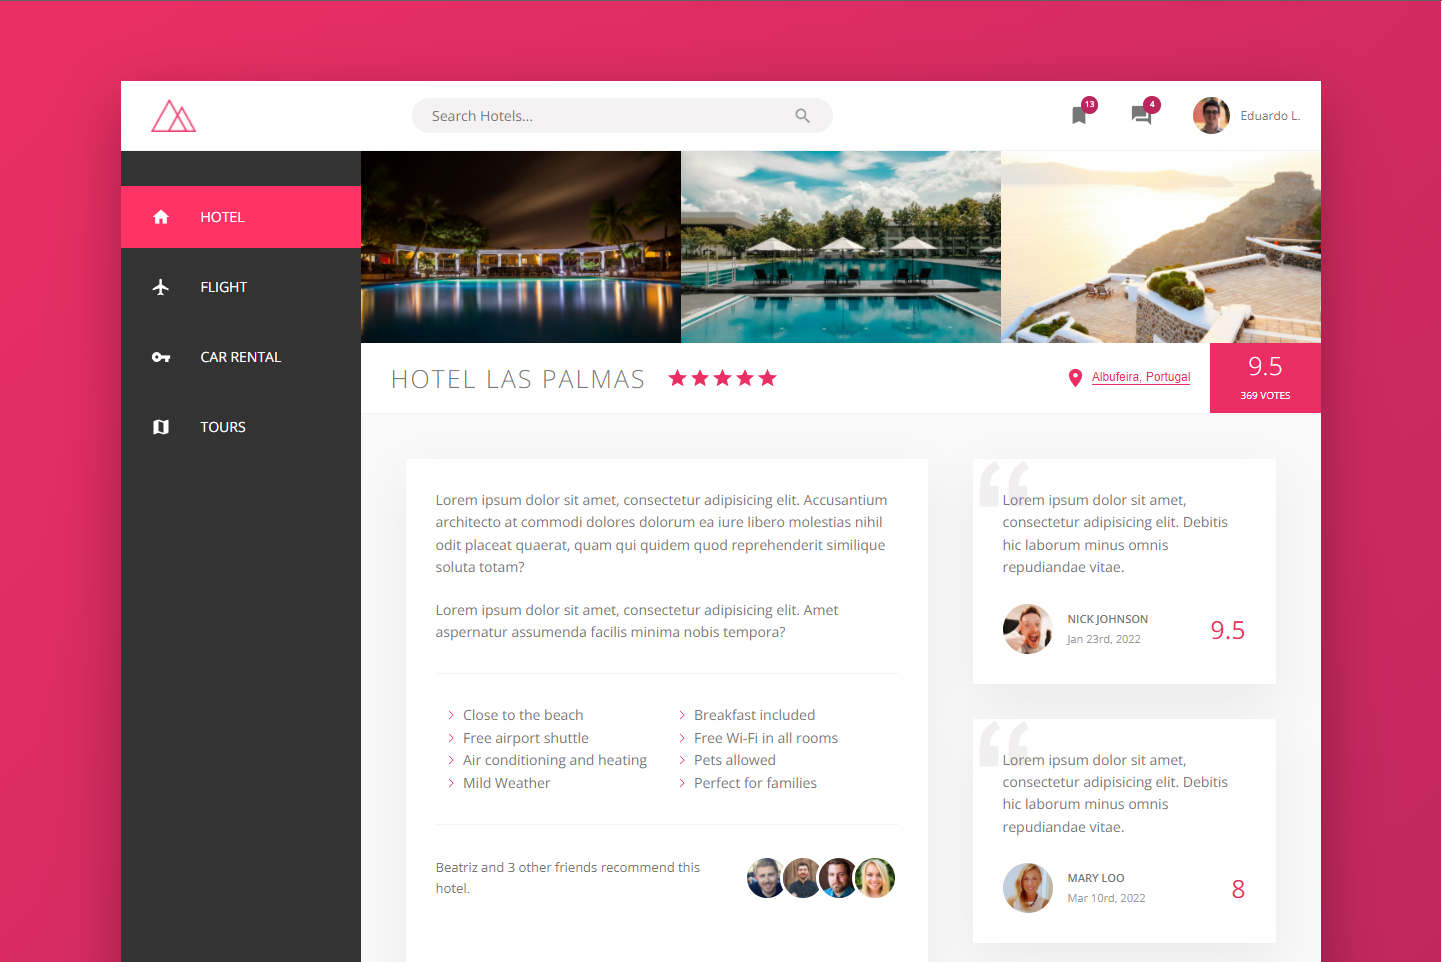 Search Hotels...
13
4
Eduardo L.
HOTEL
FLIGHT
CAR RENTAL
TOURS
HOTEL LAS PALMAS
Albufeira, Portugal
9.5
369 VOTES
Lorem ipsum dolor sit amet, consectetur adipisicing elit. Accusantium
architecto at commodi dolores dolorum ea iure libero molestias nihil
odit placeat quaerat, quam qui quidem quod reprehenderit similique
soluta totam?
Lorem ipsum dolor sit amet, consectetur adipisicing elit. Amet
aspernatur assumenda facilis minima nobis tempora?
Close to the beach
Free airport shuttle
Air conditioning and heating
Mild Weather
Breakfast included
Free Wi-Fi in all rooms
Pets allowed
Perfect for families
Beatriz and 3 other friends recommend this
hotel.
“
Lorem ipsum dolor sit amet,
consectetur adipisicing elit. Debitis
hic laborum minus omnis
repudiandae vitae.
NICK JOHNSON
Jan 23rd, 2022
9.5
“
Lorem ipsum dolor sit amet,
consectetur adipisicing elit. Debitis
hic laborum minus omnis
repudiandae vitae.
MARY LOO
Mar 10rd, 2022
8